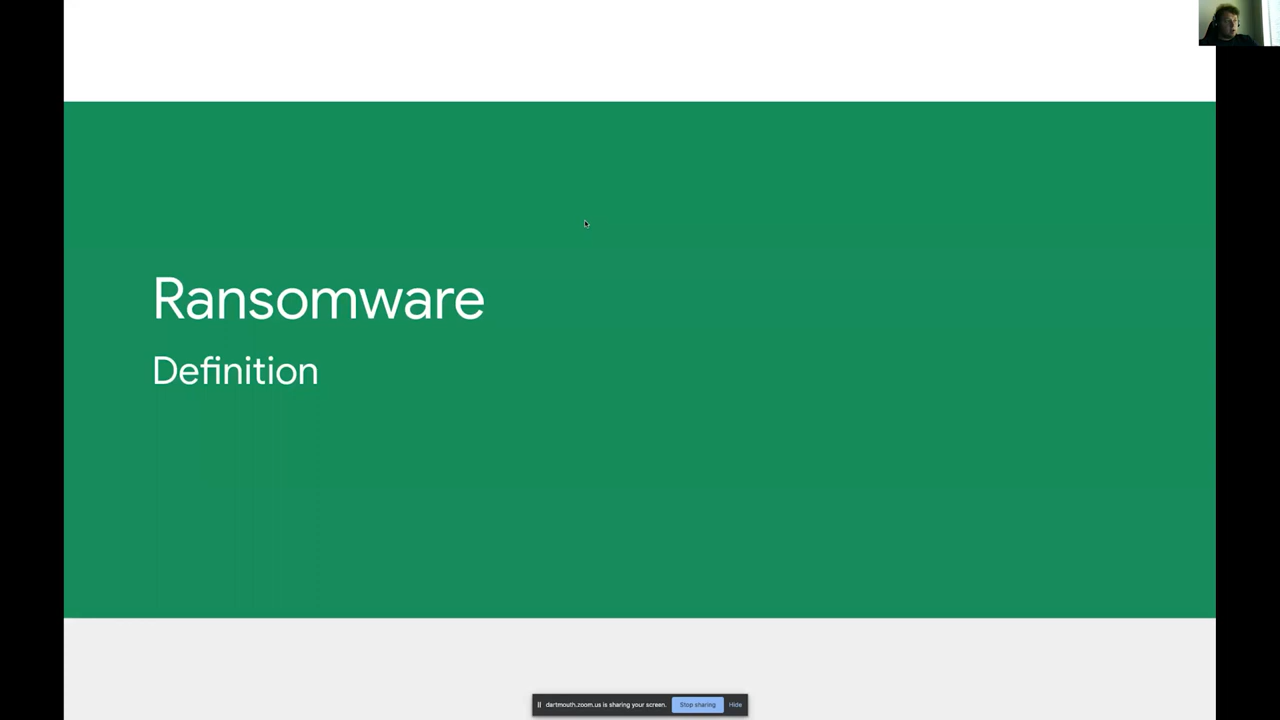 Ransomware
Definition
dartmouth.zoom.us is sharing your screen. Stop sharing Hide